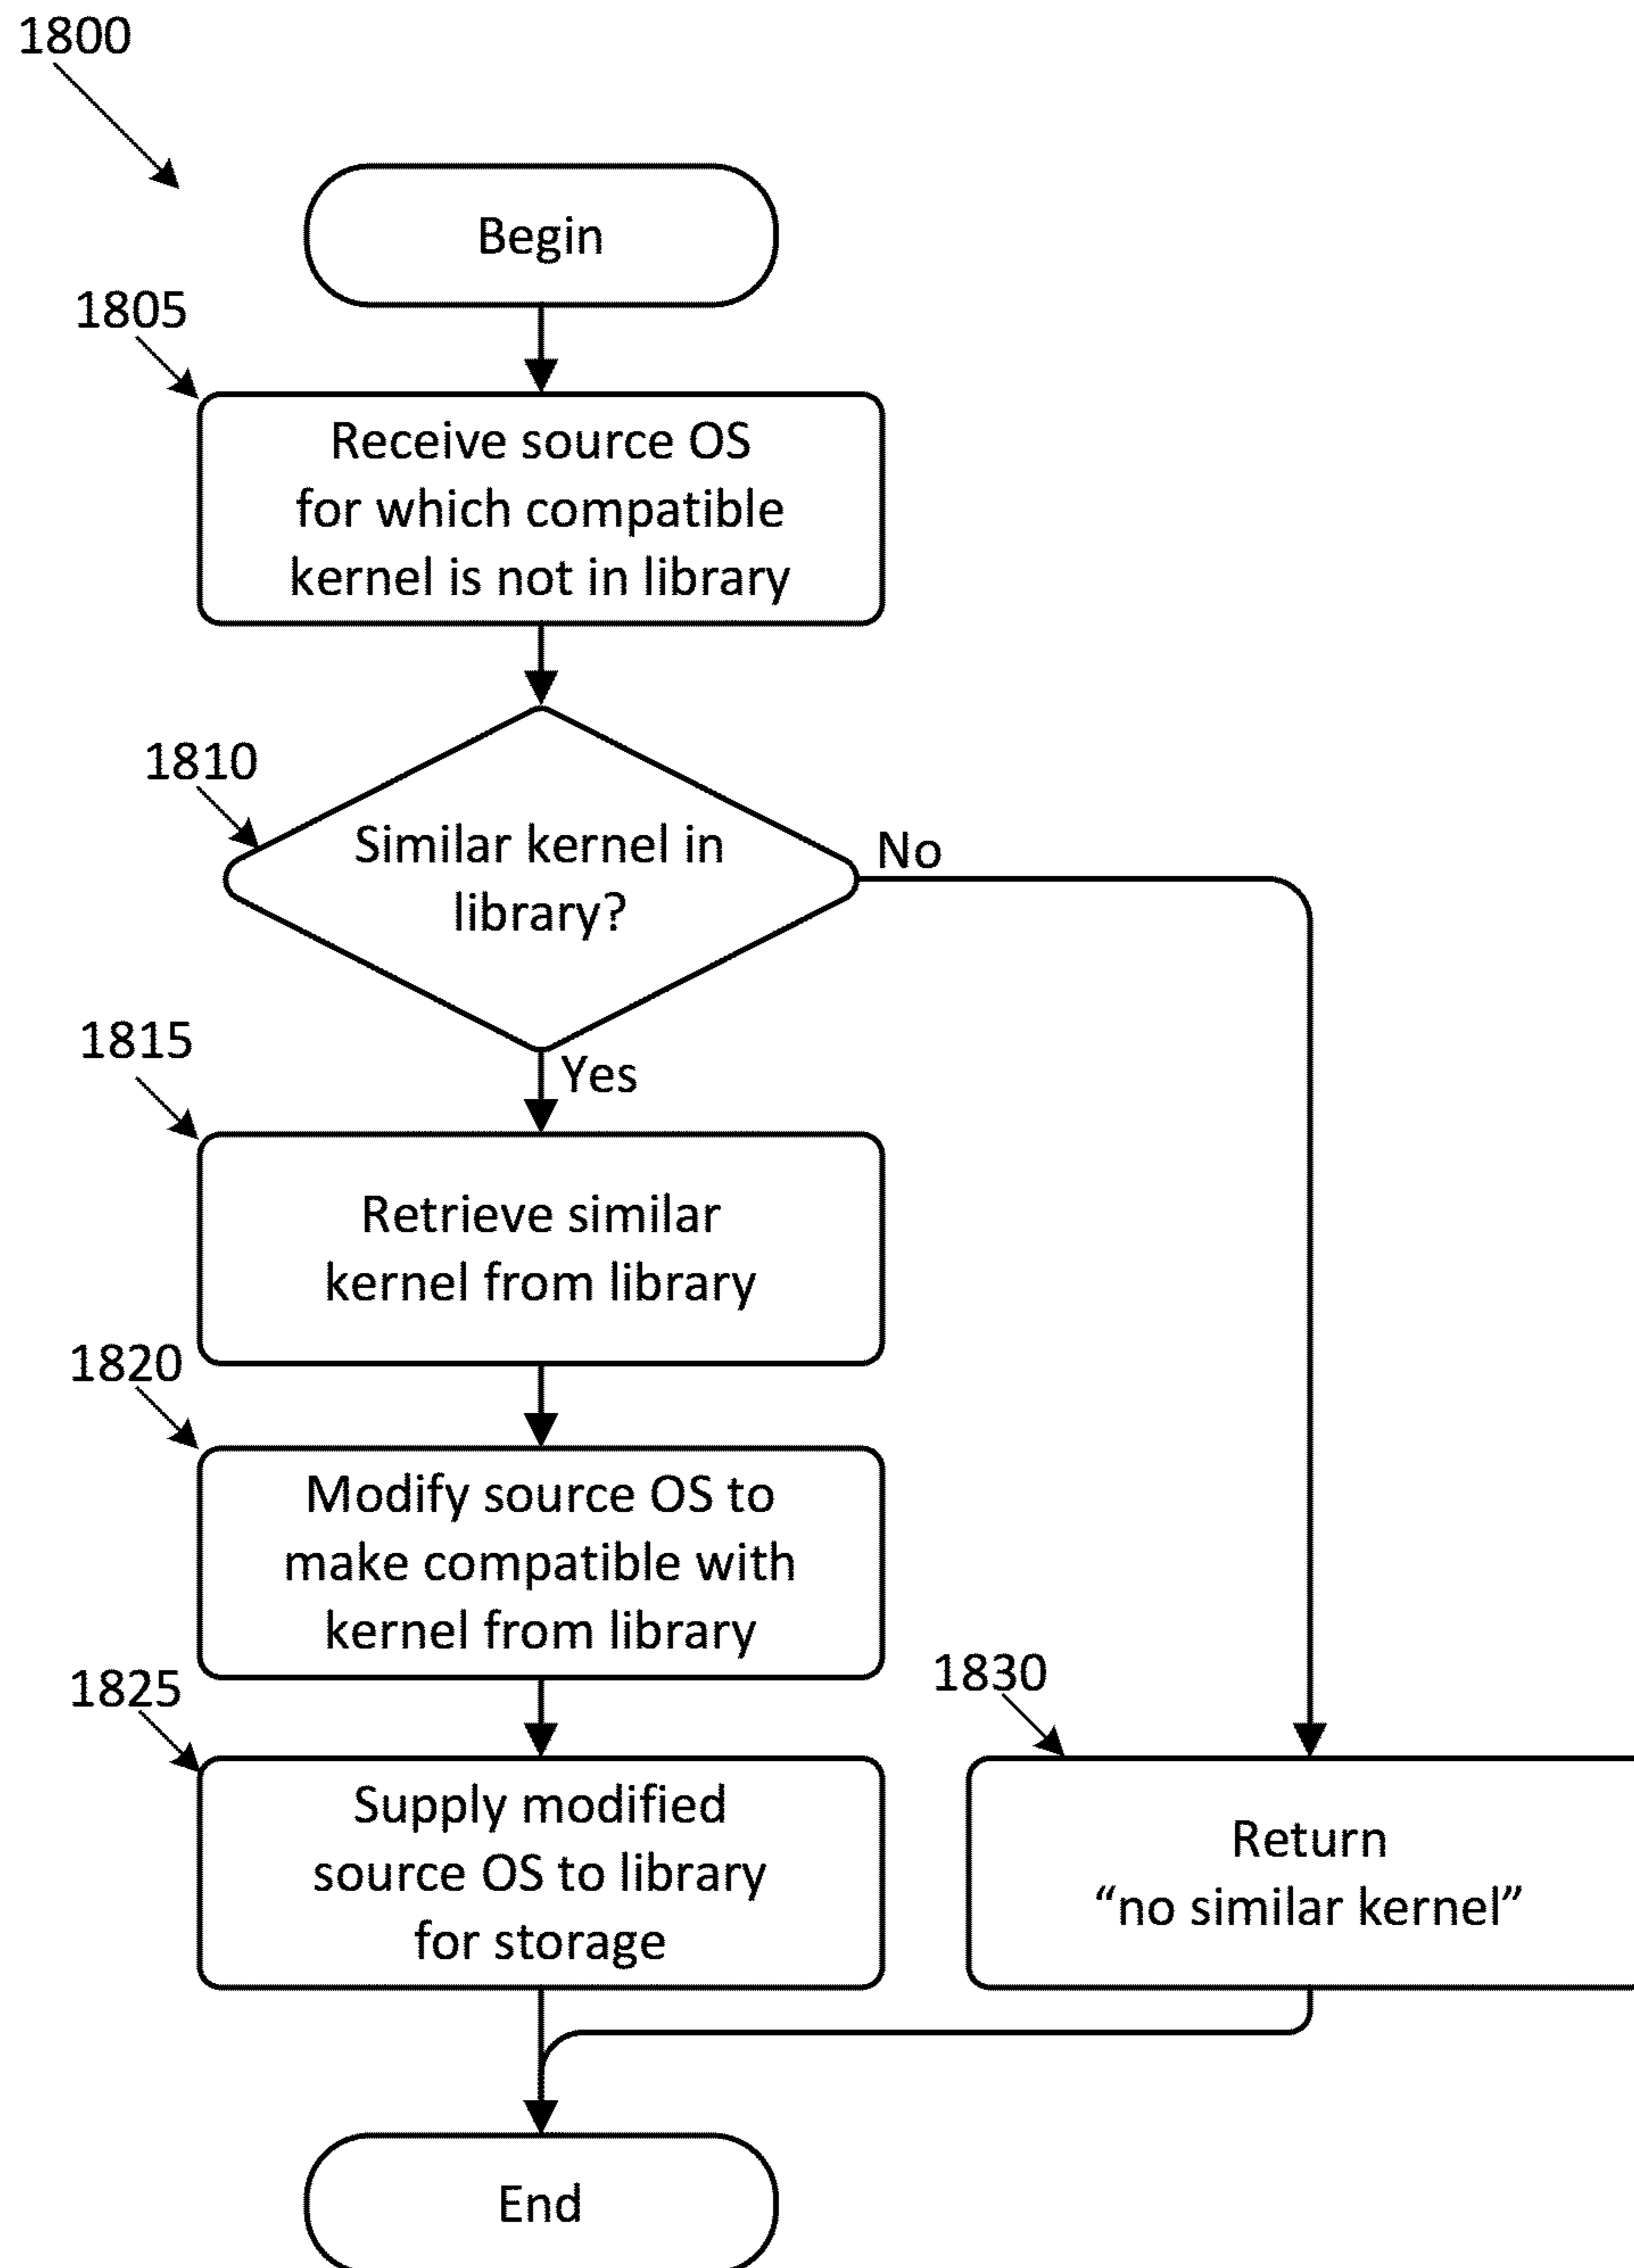 1800
Begin
1805
Receive source OS
for which compatible
kernel is not in library
1810
Similar kernel in
library?
No
Yes
1815
Retrieve similar
kernel from library
1820
Modify source OS to
make compatible with
kernel from library
1825
Supply modified
source OS to library
for storage
1830
Return
“no similar kernel”
End